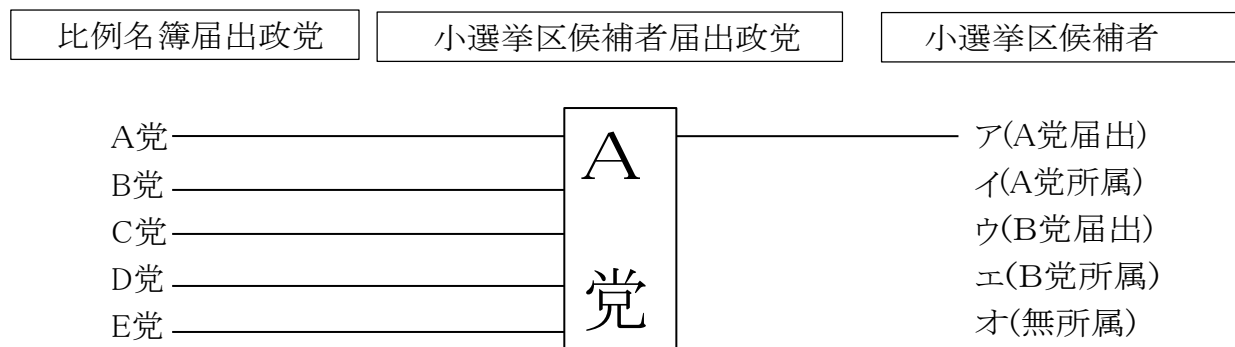 比例名簿届出政党 小選挙区候補者届出政党 小選挙区候補者
A党
B党
C党
D党
E党
A
党
ア(A党届出)
イ(A党所属)
ウ(B党届出)
エ(B党所属)
オ(無所属)